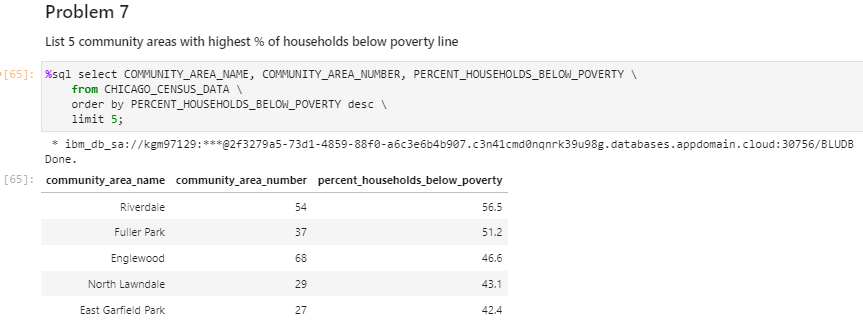 Problem 7
List 5 community areas with highest % of households below poverty line
[65]: %sql select COMMUNITY_AREA_NAME, COMMUNITY_AREA_NUMBER, PERCENT_HOUSEHOLDS_BELOW_POVERTY \
from CHICAGO_CENSUS_DATA \
order by PERCENT_HOUSEHOLDS_BELOW_POVERTY desc \
limit 5;
* ibm_db_sa://kgm97129:***@2f3279a5-73d1-4859-88f0-a6c3e6b4b907.c3n41cmd0nqnrk39u98g.databases.appdomain.cloud:30756/BLUDB
Done.
[65]: community_area_name community_area_number percent_households_below_poverty
Riverdale 54 56.5
Fuller Park 37 51.2
Englewood 68 46.6
North Lawndale 29 43.1
East Garfield Park 27 42.4